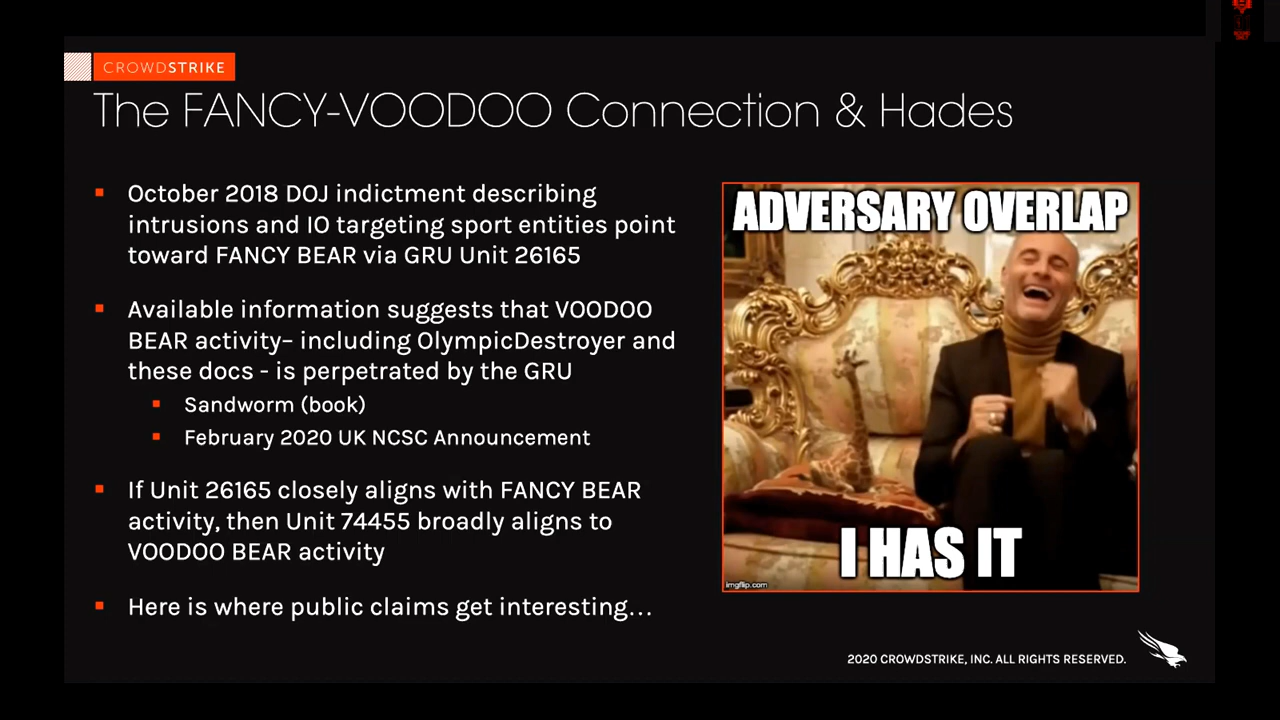 CROWDSTRIKE
The FANCY-VOODOO Connection & Hades
October 2018 DOJ indictment describing
intrusions and IO targeting sport entities point
toward FANCY BEAR via GRU Unit 26165
Available information suggests that VOODOO
BEAR activity– including OlympicDestroyer and
these docs - is perpetrated by the GRU
Sandworm (book)
February 2020 UK NCSC Announcement
If Unit 26165 closely aligns with FANCY BEAR
activity, then Unit 74455 broadly aligns to
VOODOO BEAR activity
Here is where public claims get interesting...
ADVERSARY OVERLAP
I HAS IT
imgflip.com
2020 CROWDSTRIKE, INC. ALL RIGHTS RESERVED.